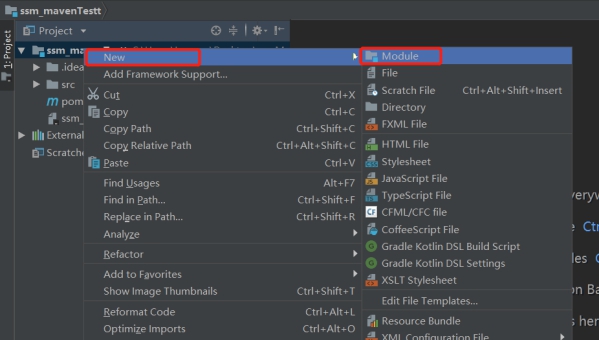 ssm_mavenTestt
Project
1: Project
ssm_ma
New
Module
.idea
Add Framework Support...
File
src
Cut Ctrl+X
Scratch File Ctrl+Alt+Shift+Insert
pom
Copy Ctrl+C
Directory
ssm_
Copy Path Ctrl+Shift+C
FXML File
External
Copy Relative Path Ctrl+Alt+Shift+C
HTML File
Scratche
Paste Ctrl+V
Stylesheet
Find Usages Alt+F7
JavaScript File
Find in Path... Ctrl+Shift+F
TypeScript File
Replace in Path... Ctrl+Shift+R
CFML/CFC file
Analyze
CoffeeScript File
Refactor
Gradle Kotlin DSL Build Script
Gradle Kotlin DSL Settings
Add to Favorites
XSLT Stylesheet
Show Image Thumbnails Ctrl+Shift+T
Edit File Templates...
Reformat Code Ctrl+Alt+L
Resource Bundle
Optimize Imports Ctrl+Alt+O
XML Configuration File
everyw
Ctr
les Ct
on Ba
s her